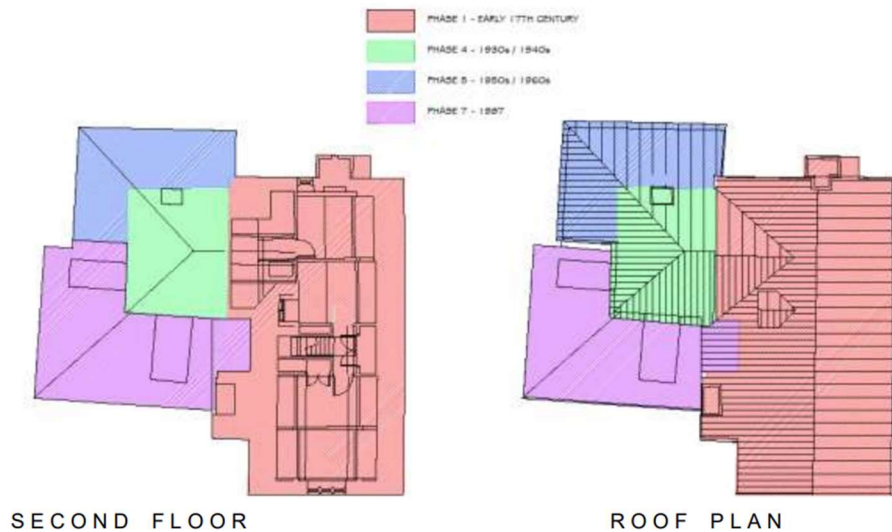 PHASE 1 - EARLY 17TH CENTURY
PHASE 4 - 1930s / 1940s
PHASE 5 - 1950s / 1960s
PHASE 7 - 1997
SECOND FLOOR
ROOF PLAN